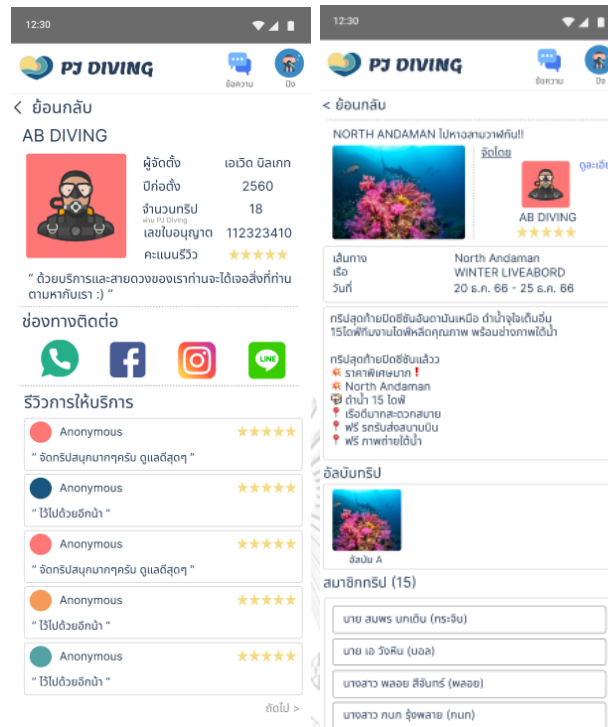 12:30
PJ DIVING
ข้อความ
ปิง
< ย้อนกลับ
AB DIVING
ผู้จัดตั้ง เอเวิด บิลเภท
ปีก่อตั้ง 2560
จำนวนทริป 18
ผ่าน PJ Diving
เลขใบอนุญาต 112323410
คะแนนรีวิว
“ ด้วยบริการและสายดวงของเราท่านจะได้เจอสิ่งที่ท่าน
ตามหากับเรา :) “
ช่องทางติดต่อ
LINE
รีวิวการให้บริการ
Anonymous
“ จัดทริปสนุกมากๆครับ ดูแลดีสุดๆ ”
Anonymous
“ ไว้ไปด้วยอีกน้า ”
Anonymous
“ จัดทริปสนุกมากๆครับ ดูแลดีสุดๆ ”
Anonymous
“ ไว้ไปด้วยอีกน้า ”
Anonymous
“ ไว้ไปด้วยอีกน้า ”
ถัดไป >
12:30
PJ DIVING
ข้อความ
ปิง
< ย้อนกลับ
NORTH ANDAMAN ไปหาฉลามวาฬกัน!!
จัดโดย
ดูละเอีย
AB DIVING
เส้นทาง North Andaman
เรือ WINTER LIVEABORD
วันที่ 20 ธ.ค. 66 - 25 ธ.ค. 66
ทริปสุดท้ายปิดซีซันอันดามันเหนือ ดำน้ำจุใจเต็มอิ่ม
15ไดฟ์ทีมงานไดฟ์หลีดคุณภาพ พร้อมช่างภาพใต้น้ำ
ทริปสุดท้ายปิดซีซันแล้วว
💥 ราคาพิเศษมาก❗
💥 North Andaman
🤿 ดำน้ำ 15 ไดฟ์
📍 เรือดีมากสะดวกสบาย
📍 ฟรี รถรับส่งสนามบิน
📍 ฟรี ภาพถ่ายใต้น้ำ
อัลบัมทริป
อัลบัม A
สมาชิกทริป (15)
นาย สมพร นกเดิน (กระจิบ)
นาย เอ วังหิน (บอล)
นางสาว พลอย สีจันทร์ (พลอย)
นางสาว กนก รุ้งพลาย (กนก)